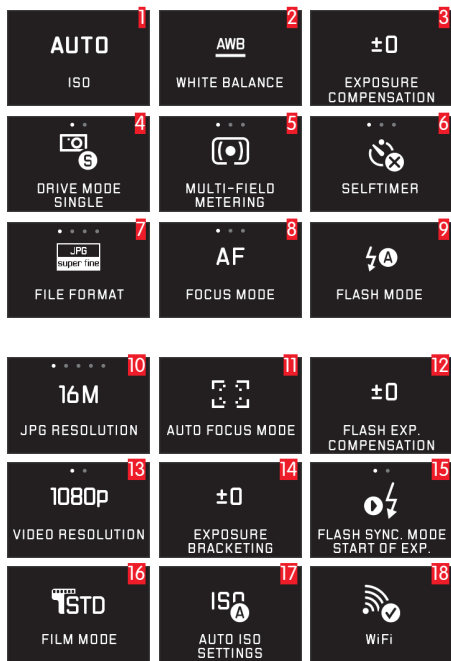 1
AUTO
ISO
2
AWB
WHITE BALANCE
3
±0
EXPOSURE
COMPENSATION
4
S
DRIVE MODE
SINGLE
5
MULTI-FIELD
METERING
6
SELFTIMER
7
JPG
super fine
FILE FORMAT
8
AF
FOCUS MODE
9
A
FLASH MODE
10
16M
JPG RESOLUTION
11
AUTO FOCUS MODE
12
±0
FLASH EXP.
COMPENSATION
13
1080p
VIDEO RESOLUTION
14
±0
EXPOSURE
BRACKETING
15
FLASH SYNC. MODE
START OF EXP.
16
STD
FILM MODE
17
ISO
A
AUTO ISO
SETTINGS
18
WiFi